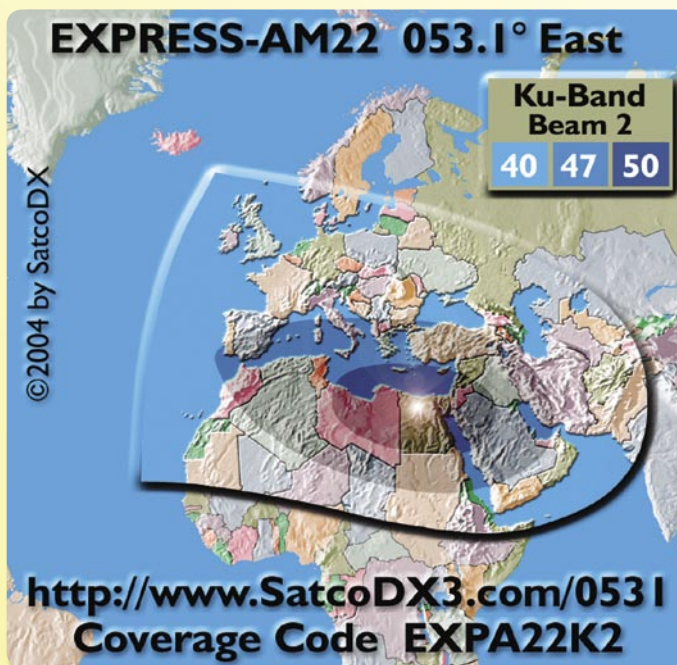 EXPRESS-AM22 053.1° East
Ku-Band
Beam 2
40 47 50
©2004 by SatcoDX
http://www.SatcoDX3.com/0531
Coverage Code EXPA22K2